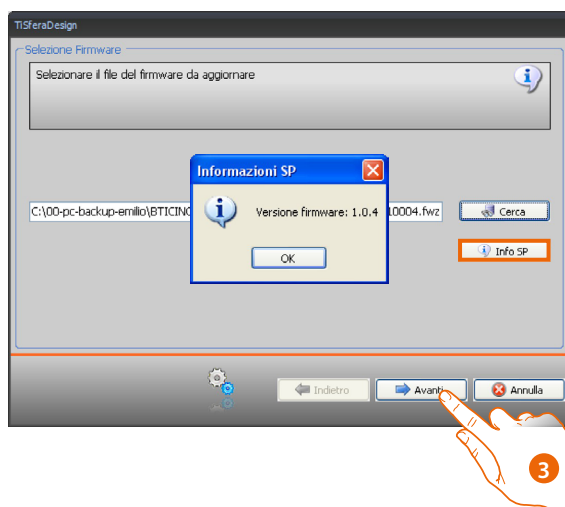 TiSferaDesign
Selezione Firmware
Selezionare il file del firmware da aggiornare
Informazioni SP
Versione firmware: 1.0.4
C:\00-pc-backup-emilio\BTICINO
0004.fwz
Cerca
OK
Info SP
Indietro
Avanti
Annulla
3